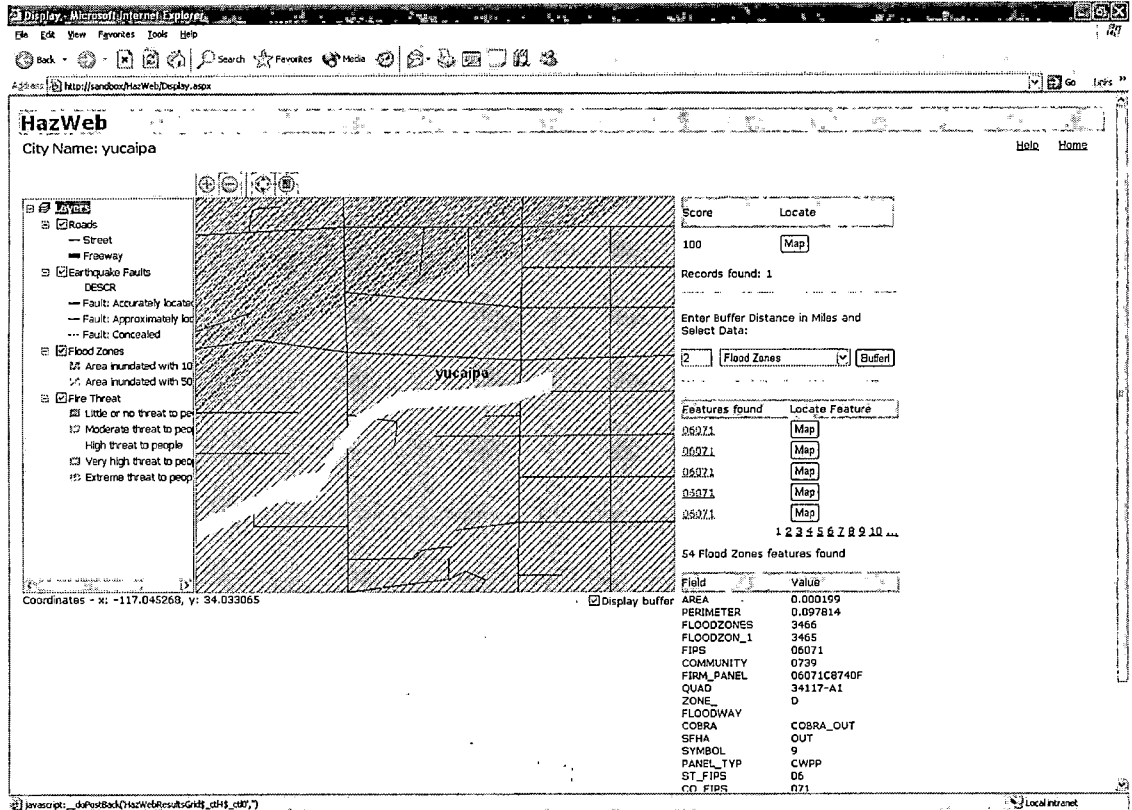 Display - Microsoft Internet Explorer
File Edit View Favorites Tools Help
Back Search Favorites Media
Address http://sandbox/HazWeb/Display.aspx Go Links »
HazWeb
City Name: yucaipa
Help Home
Layers
Roads
Street
Freeway
Earthquake Faults
DESCR
Fault: Accurately located
Fault: Approximately loc
Fault: Concealed
Flood Zones
Area inundated with 10
Area inundated with 50
Fire Threat
Little or no threat to pe
Moderate threat to peop
High threat to people
Very high threat to peop
Extreme threat to peop
yucaipa
Coordinates - x: -117.045268, y: 34.033065
Display buffer
Score Locate
100 Map
Records found: 1
Enter Buffer Distance in Miles and
Select Data:
2 Flood Zones Buffer!
Features found Locate Feature
06071 Map
06071 Map
06071 Map
06071 Map
06071 Map
1 2 3 4 5 6 7 8 9 10 ...
54 Flood Zones features found
Field Value
AREA 0.000199
PERIMETER 0.097814
FLOODZONES 3466
FLOODZON_1 3465
FIPS 06071
COMMUNITY 0739
FIRM_PANEL 06071C8740F
QUAD 34117-A1
ZONE_ D
FLOODWAY
COBRA COBRA_OUT
SFHA OUT
SYMBOL 9
PANEL_TYP CWPP
ST_FIPS 06
CO_FIPS 071
javascript:__doPostBack('HazWebResultsGrid$_ctl4$_ctl0','')
Local intranet